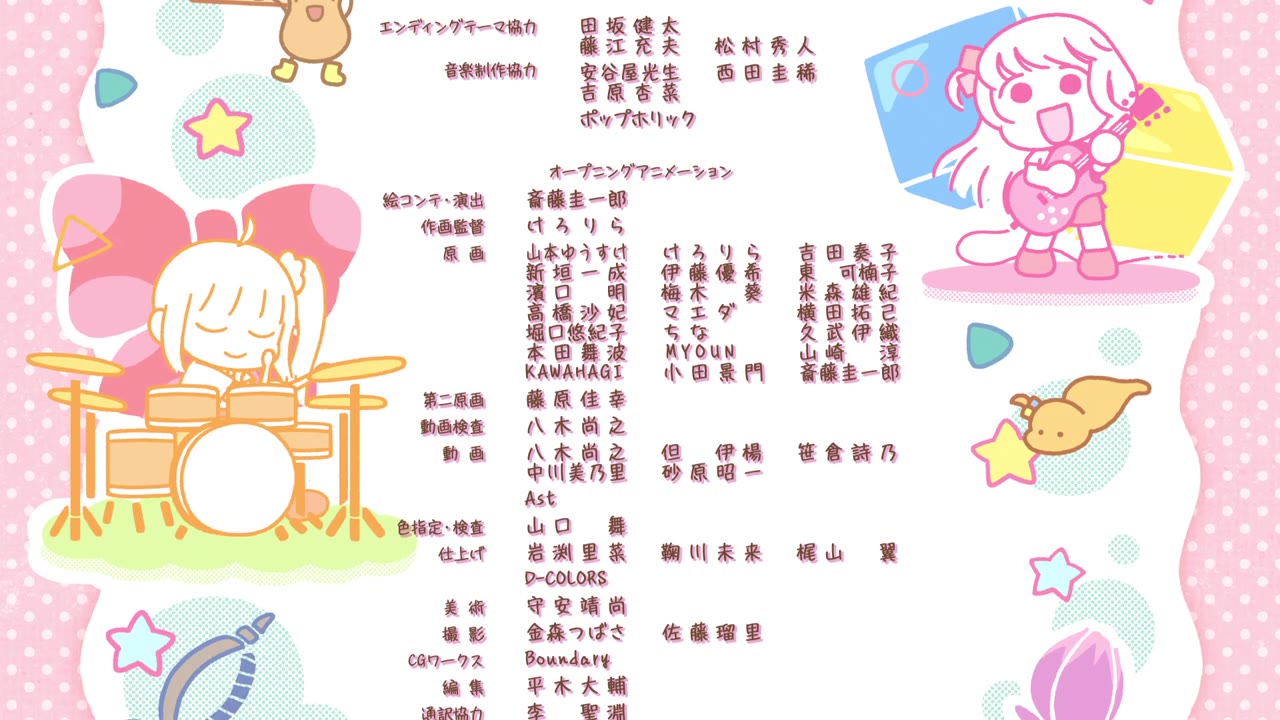 エンディングテーマ協力 田坂健太
藤江充夫 松村秀人
音楽制作協力 安谷屋光生 西田圭稀
吉原杏菜
ポップホリック
オープニングアニメーション
絵コンテ・演出 斎藤圭一郎
作画監督 けろりら
原画 山本ゆうすけ けろりら 吉田奏子
新垣一成 伊藤優希 東 可楠子
濱口 明 梅木 葵 米森雄紀
高橋沙妃 マエダ 横田拓己
堀口悠紀子 ちな 久武伊織
本田舞波 MYOUN 山崎 淳
KAWAHAGI 小田景門 斎藤圭一郎
第二原画 藤原佳幸
動画検査 八木尚之
動画 八木尚之 但 伊楊 笹倉詩乃
中川美乃里 砂原昭一
Ast
色指定・検査 山口 舞
仕上げ 岩渕里菜 鞠川未来 梶山 翼
D-COLORS
美術 守安靖尚
撮影 金森つばさ 佐藤瑠里
CGワークス Boundary
編集 平木大輔
通訳協力 李 聖淵